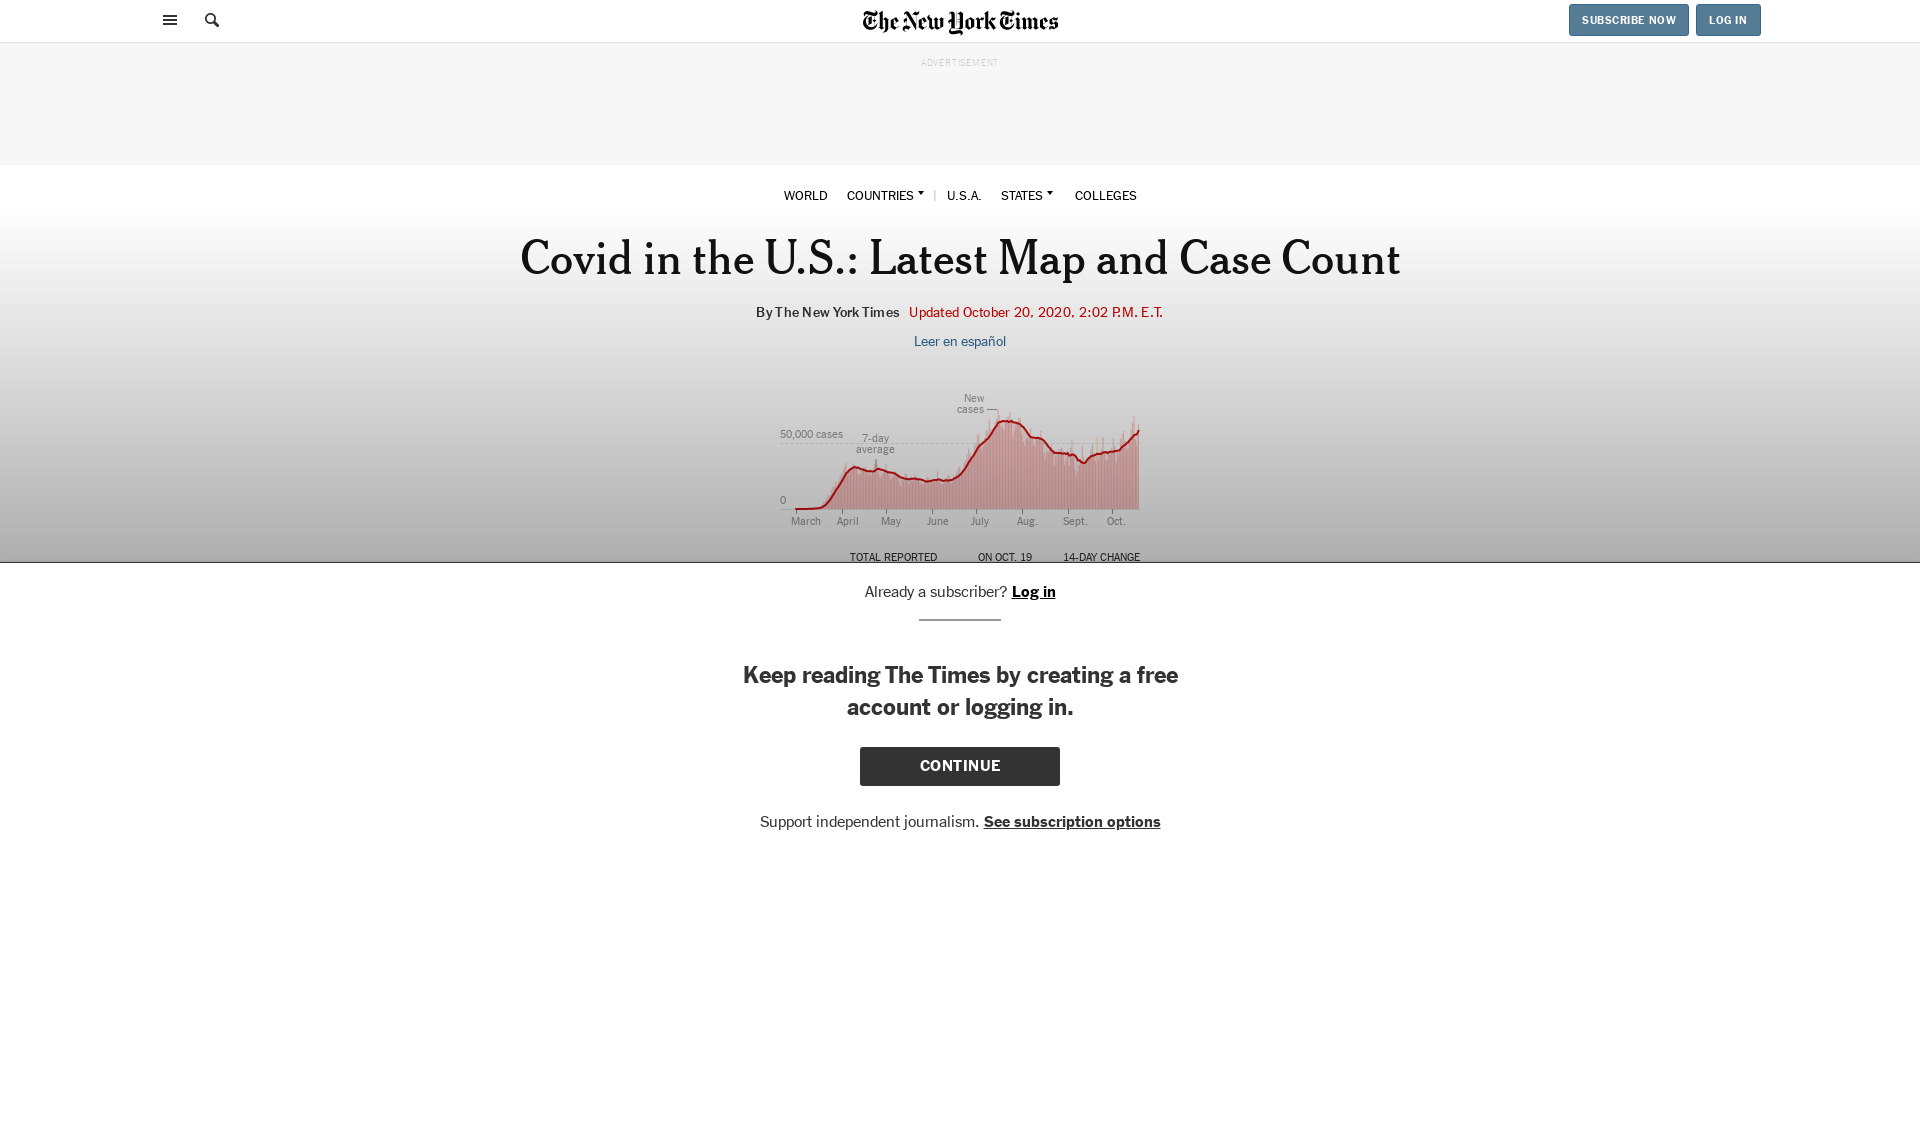 The New York Times
SUBSCRIBE NOW
LOG IN
ADVERTISEMENT
WORLD COUNTRIES U.S.A. STATES COLLEGES
Covid in the U.S.: Latest Map and Case Count
By The New York Times Updated October 20, 2020, 2:02 P.M. E.T.
Leer en español
New
cases
50,000 cases
7-day
average
0
March April May June July Aug. Sept. Oct.
TOTAL REPORTED ON OCT. 19 14-DAY CHANGE
Already a subscriber? Log in
Keep reading The Times by creating a free
account or logging in.
CONTINUE
Support independent journalism. See subscription options